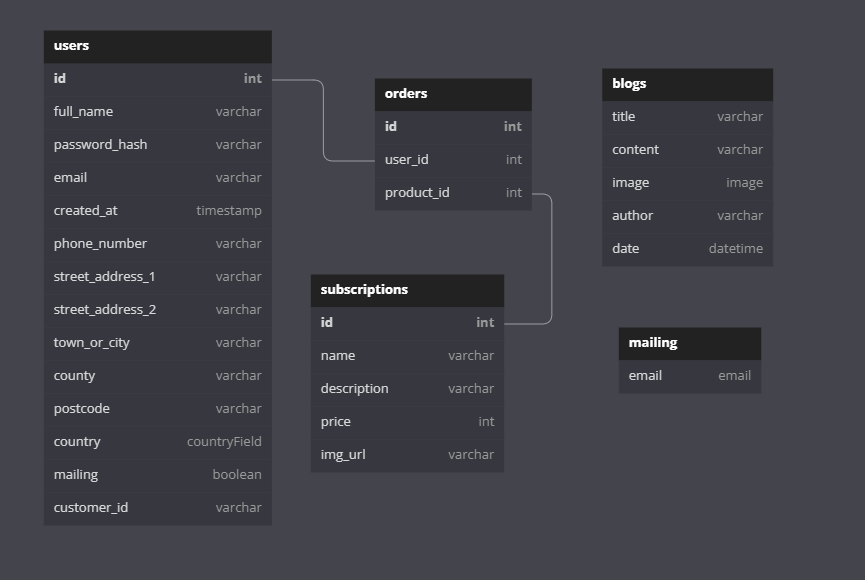 users
id int
full_name varchar
password_hash varchar
email varchar
created_at timestamp
phone_number varchar
street_address_1 varchar
street_address_2 varchar
town_or_city varchar
county varchar
postcode varchar
country countryField
mailing boolean
customer_id varchar
orders
id int
user_id int
product_id int
subscriptions
id int
name varchar
description varchar
price int
img_url varchar
blogs
title varchar
content varchar
image image
author varchar
date datetime
mailing
email email